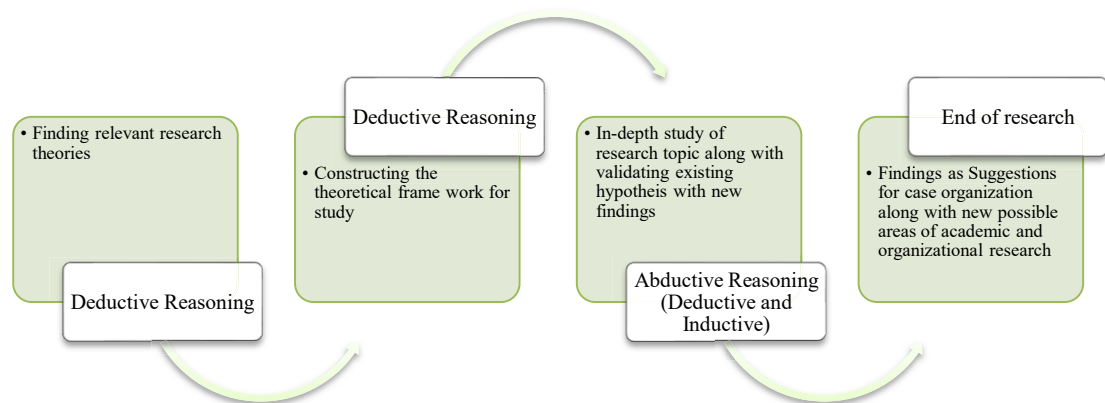 • Finding relevant research
theories
Deductive Reasoning
Deductive Reasoning
• Constructing the
theoretical frame work for
study
• In-depth study of
research topic along with
validating existing
hypotheis with new
findings
Abductive Reasoning
(Deductive and
Inductive)
End of research
• Findings as Suggestions
for case organization
along with new possible
areas of academic and
organizational research